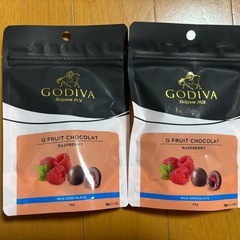 GODIVA
Belgium 1926
G FRUIT CHOCOLAT
RASPBERRY
MILK CHOCOLATE
GODIVA
Belgium 1926
G FRUIT CHOCOLAT
RASPBERRY
MILK CHOCOLATE